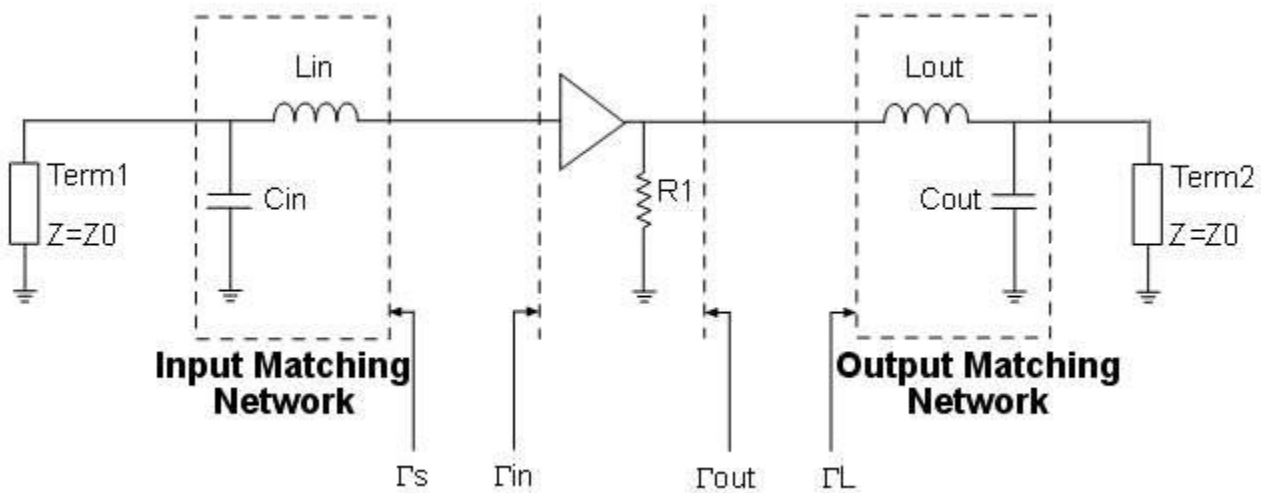 Lin
Lout
Term1
Z=Z0
Cin
R1
Cout
Term2
Z=Z0
Input Matching
Network
Output Matching
Network
Γs
Γin
Γout
ΓL